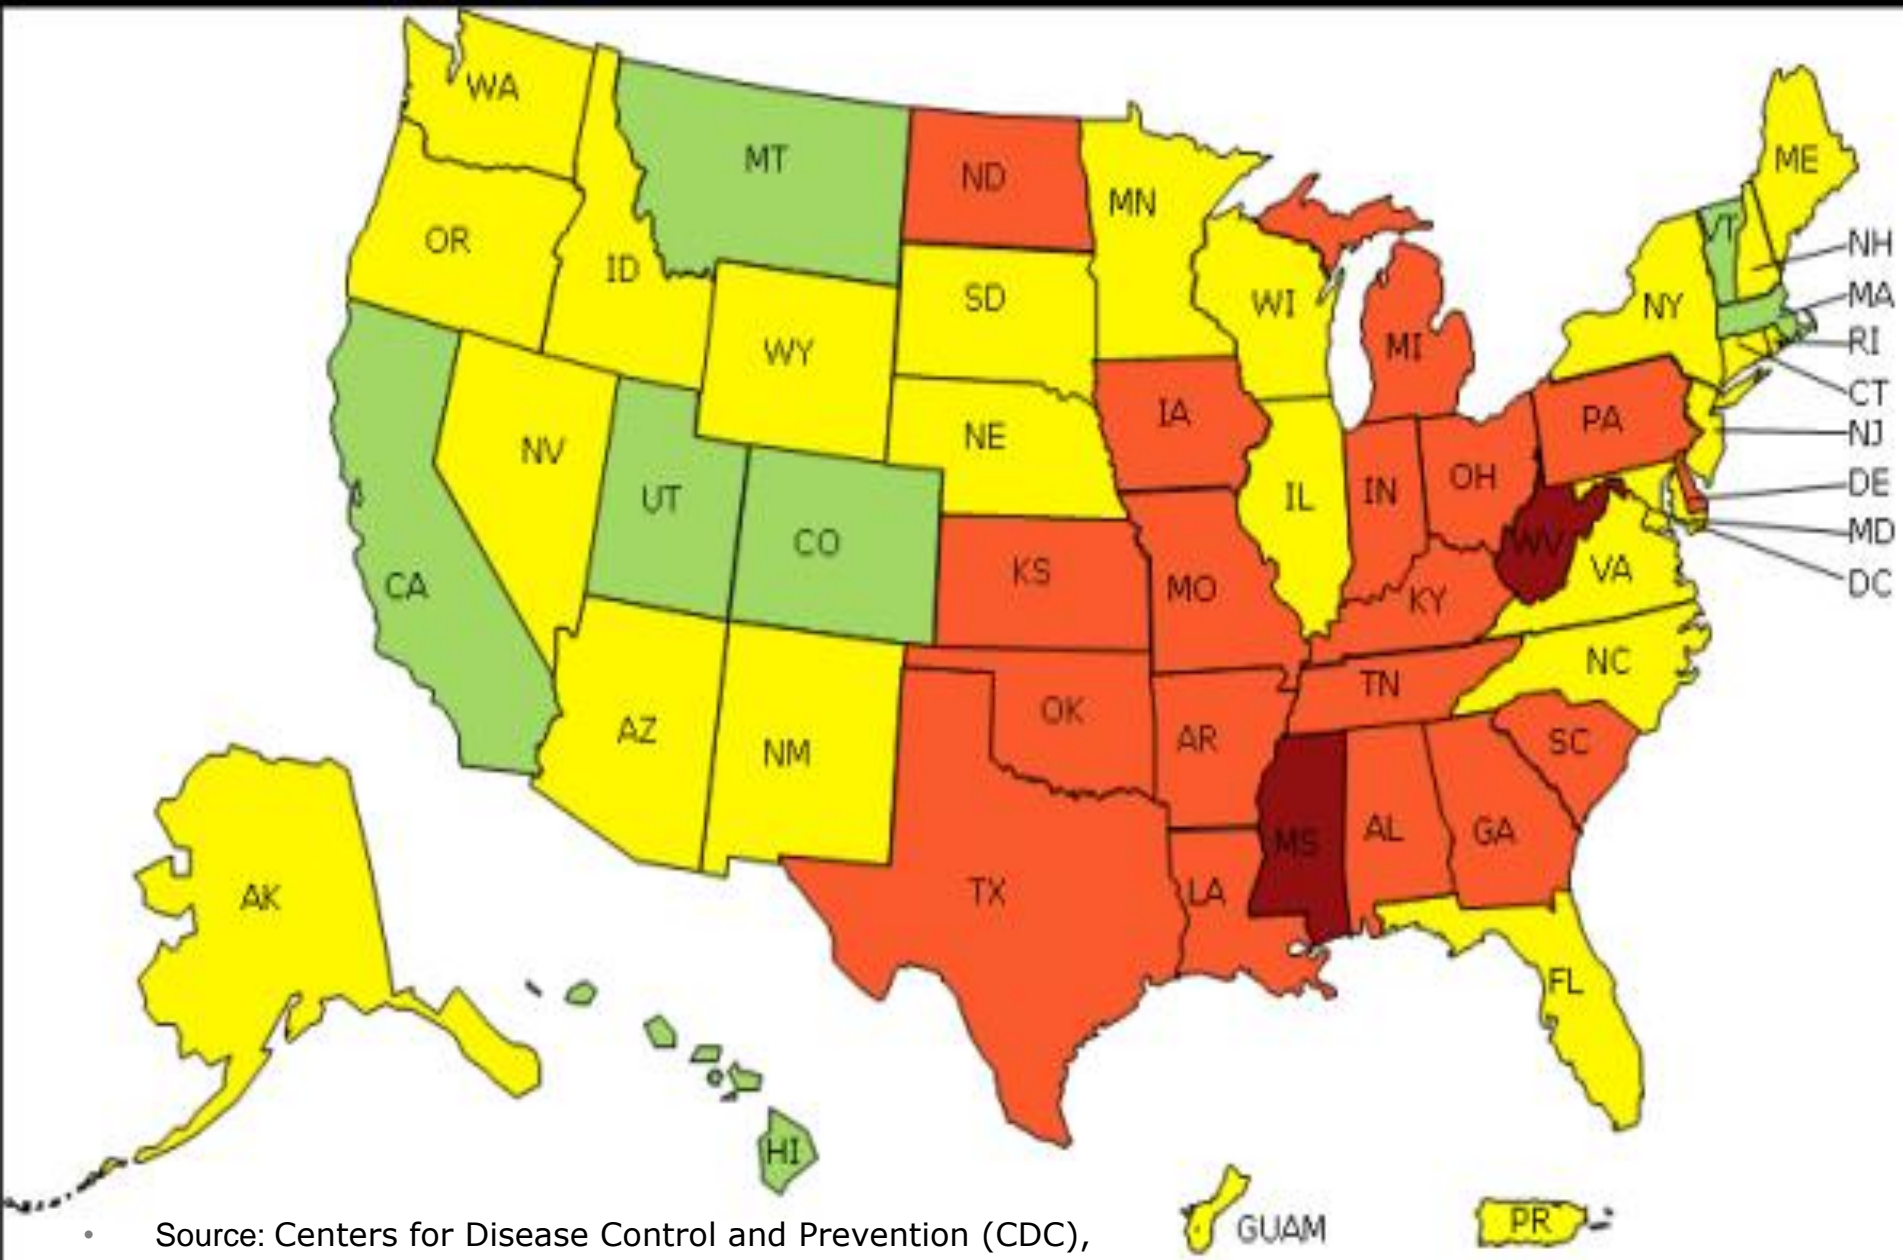 WA
ME
MT
ND
MN
VT
OR
NH
ID
SD
WI
MA
NY
WY
MI
RI
CT
IA
PA
NE
NJ
NV
OH
DE
UT
IN
IL
CO
MD
KS
WV
VA
CA
MO
KY
DC
NC
TN
OK
AZ
AR
SC
NM
AL
GA
MS
TX
LA
AK
FL
HI
GUAM
PR
• Source: Centers for Disease Control and Prevention (CDC),